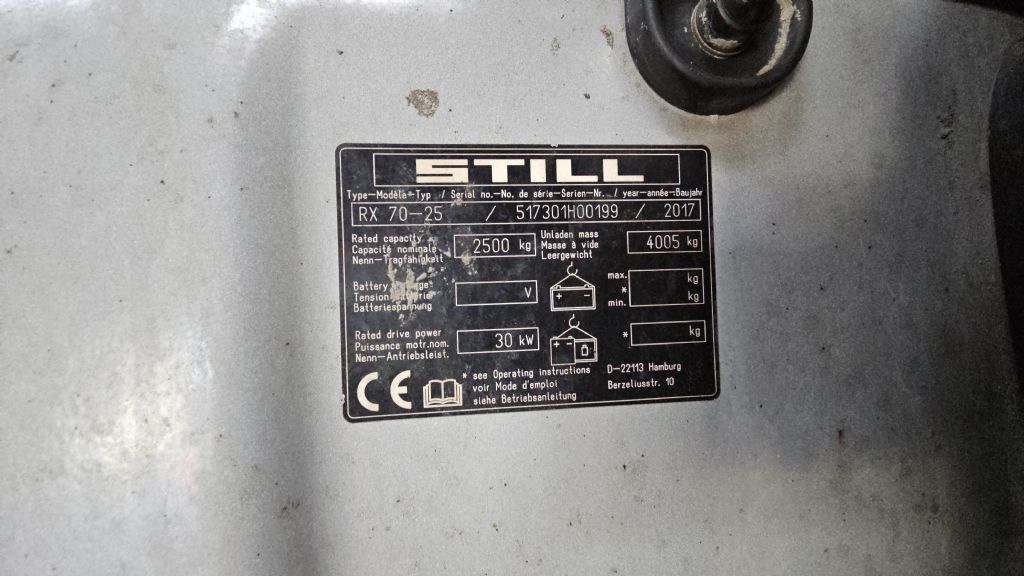 STILL
Type-Modèle-Typ / Serial no.-No. de série-Serien-Nr. / year-année-Baujahr
RX 70-25 / 517301H00199 / 2017
Rated capacity
Capacité nominale
Nenn-Tragfähigkeit
2500 kg
Unladen mass
Masse à vide
Leergewicht
4005 kg
Battery
Tension
Batteriespannung
V
max. kg
*
min. kg
Rated drive power
Puissance motr.nom.
Nenn-Antriebsleist.
30 kW
* kg
* see Operating instructions
voir Mode d'emploi
siehe Betriebsanleitung
D-22113 Hamburg
Berzeliusstr. 10
CE